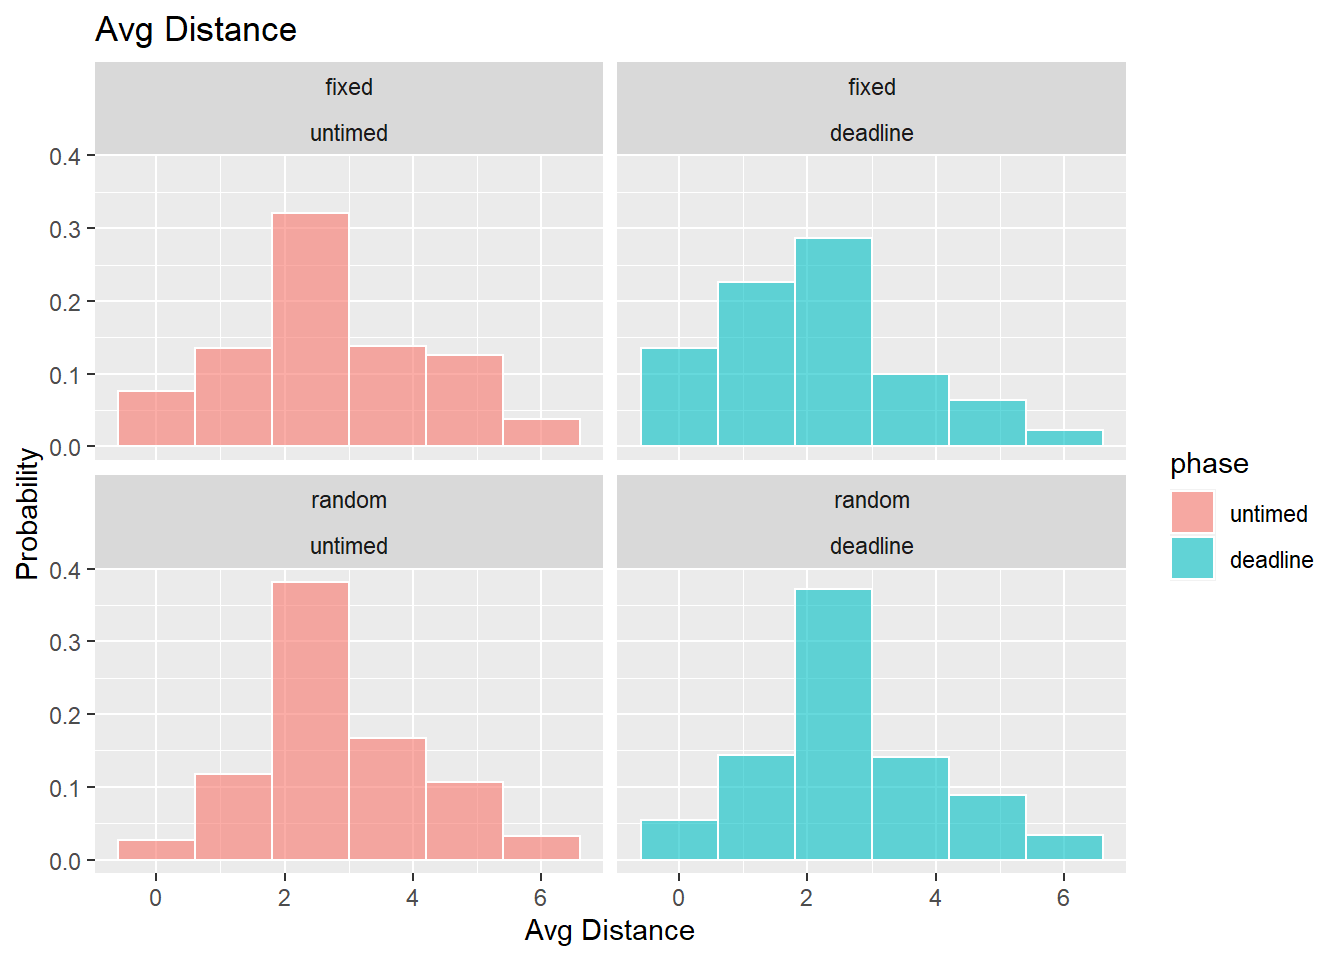 Avg Distance
fixed
untimed
fixed
deadline
0.4
0.3
0.2
0.1
0.0
random
untimed
random
deadline
0.4
0.3
0.2
0.1
0.0
0 2 4 6
0 2 4 6
Avg Distance
Probability
phase
untimed
deadline